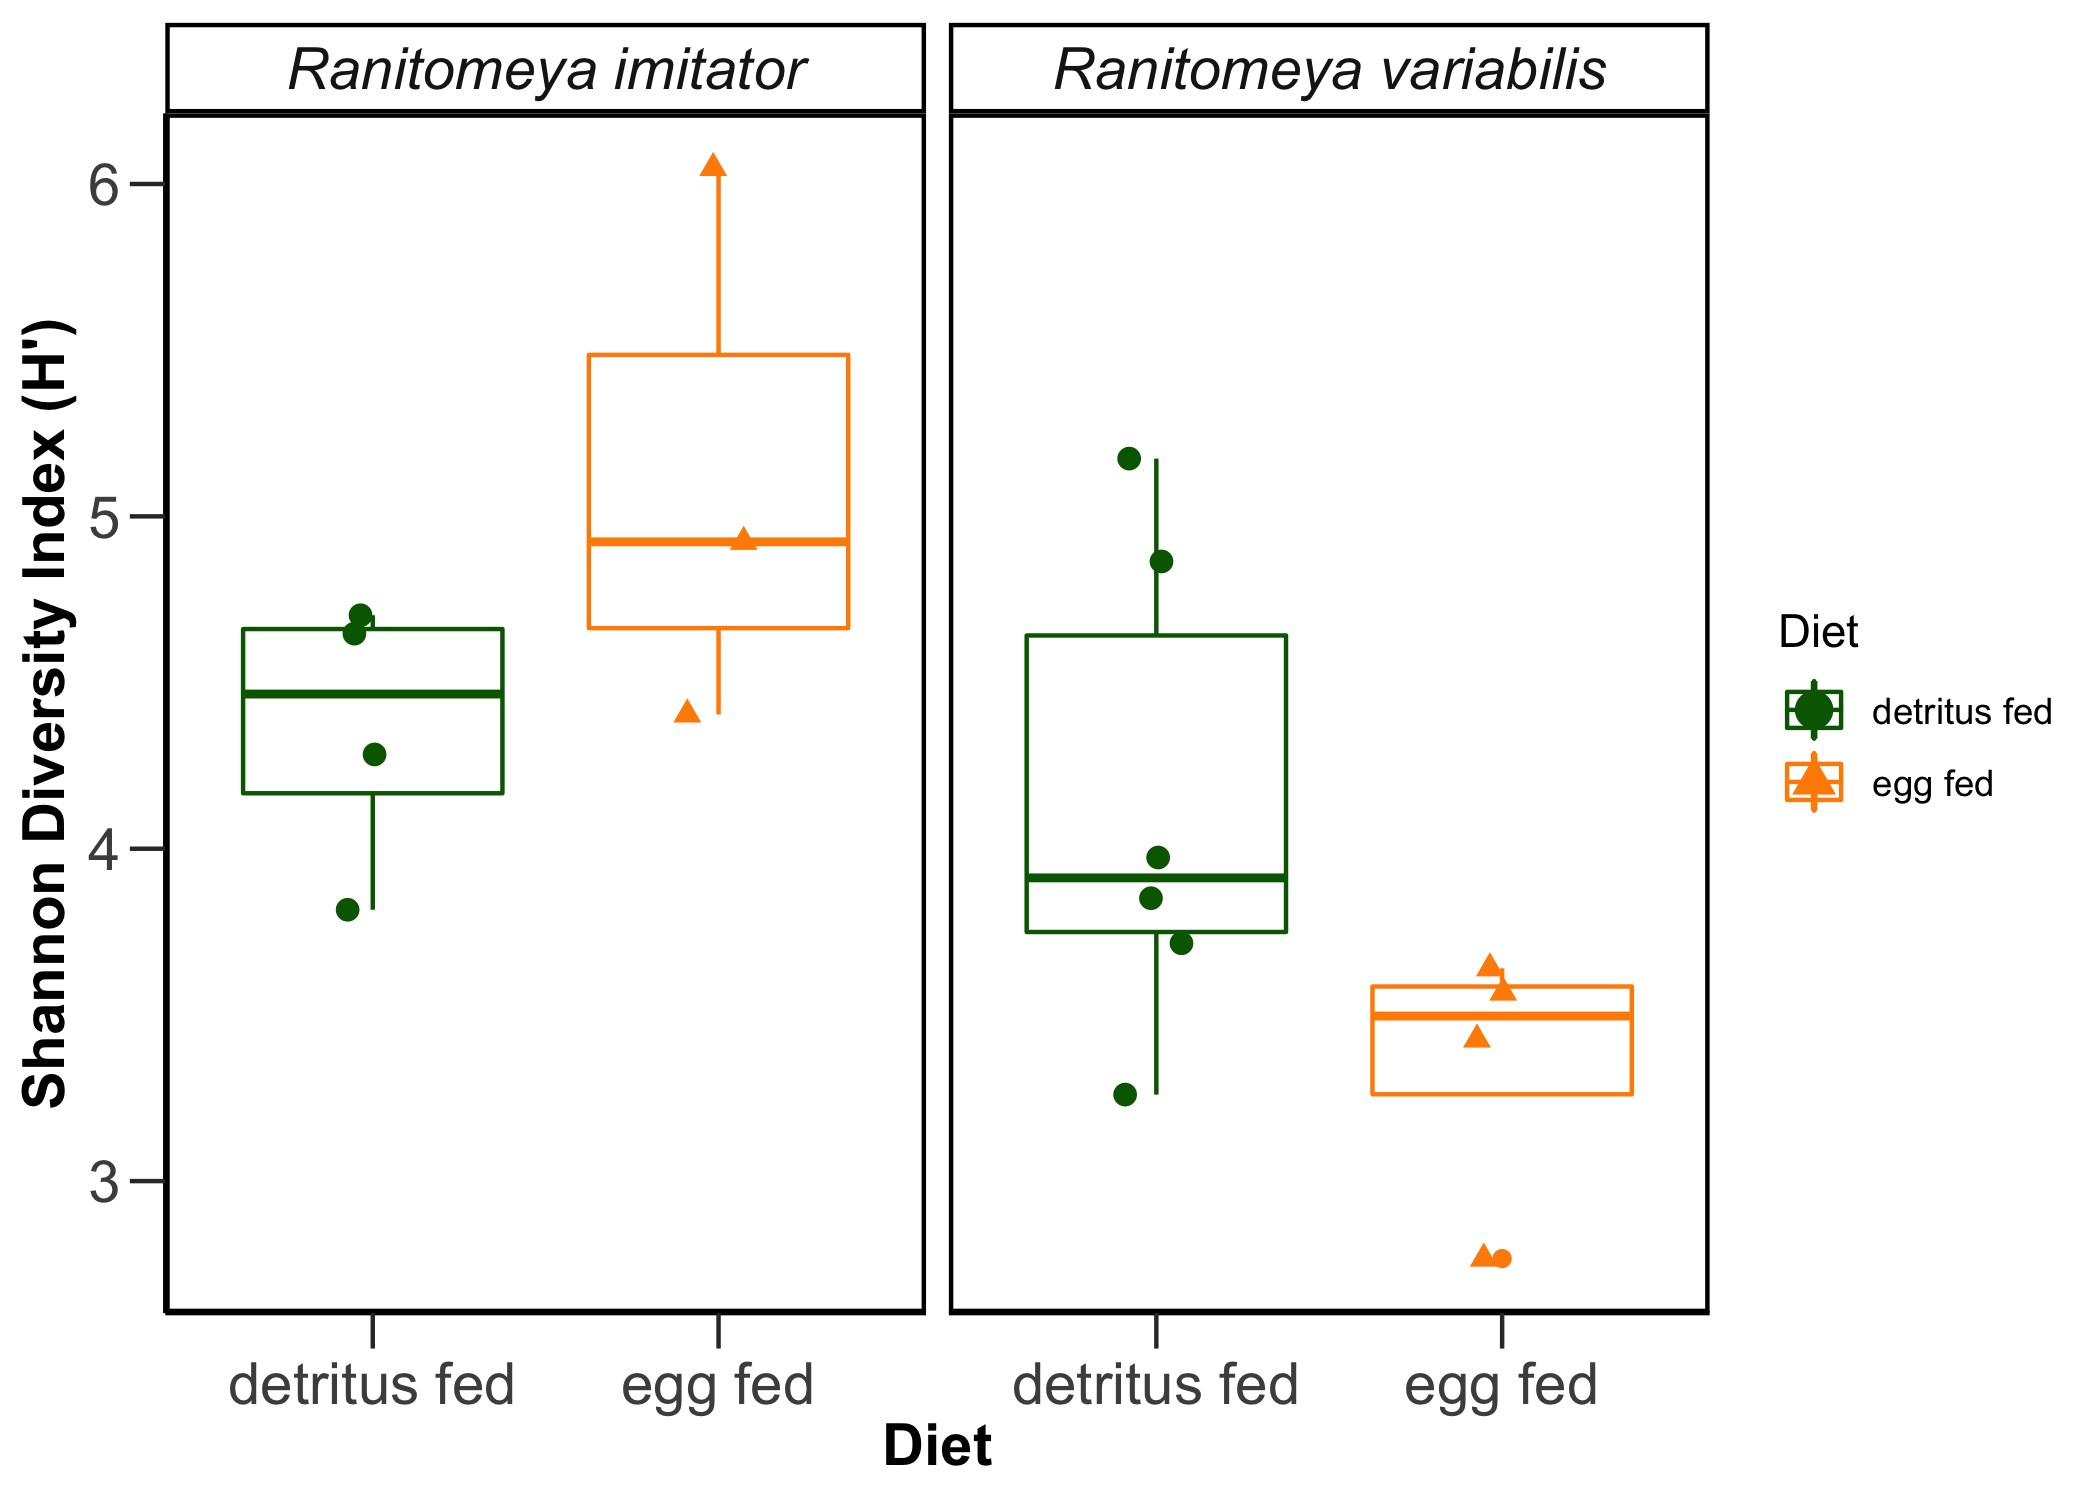 Ranitomeya imitator
Ranitomeya variabilis
Shannon Diversity Index (H')
6
5
4
3
detritus fed
egg fed
detritus fed
egg fed
Diet
Diet
detritus fed
egg fed